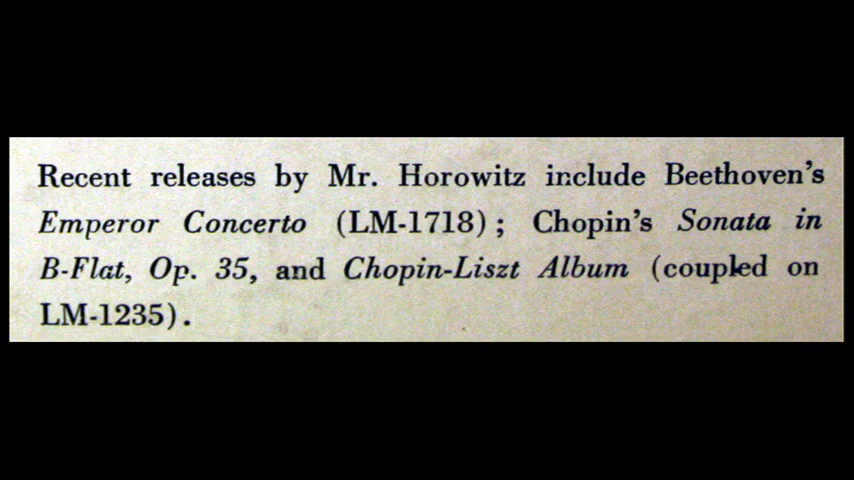 Recent releases by Mr. Horowitz include Beethoven's
Emperor Concerto (LM-1718); Chopin's Sonata in
B-Flat, Op. 35, and Chopin-Liszt Album (coupled on
LM-1235).